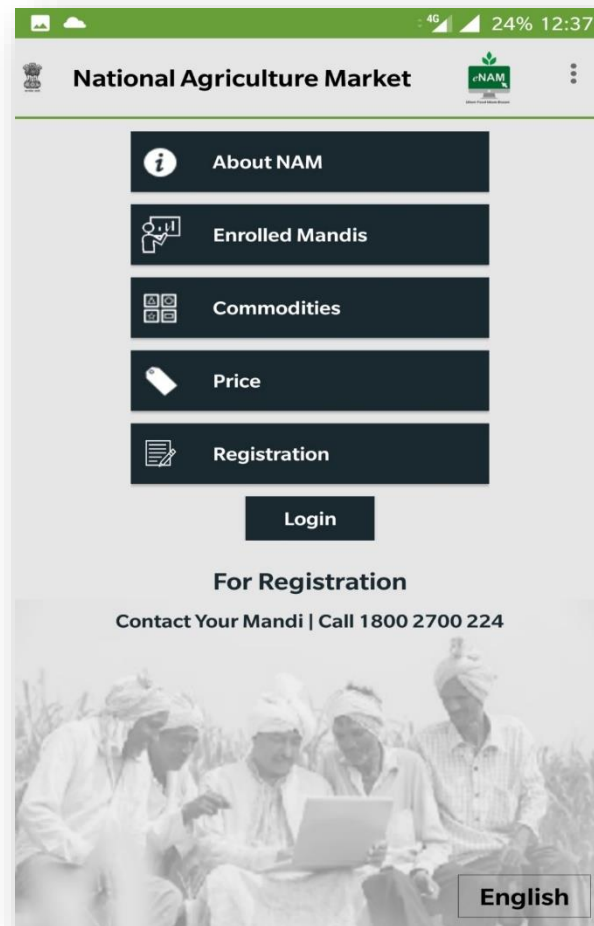 4G 24% 12:37
National Agriculture Market
eNAM
About NAM
Enrolled Mandis
Commodities
Price
Registration
Login
For Registration
Contact Your Mandi | Call 1800 2700 224
English